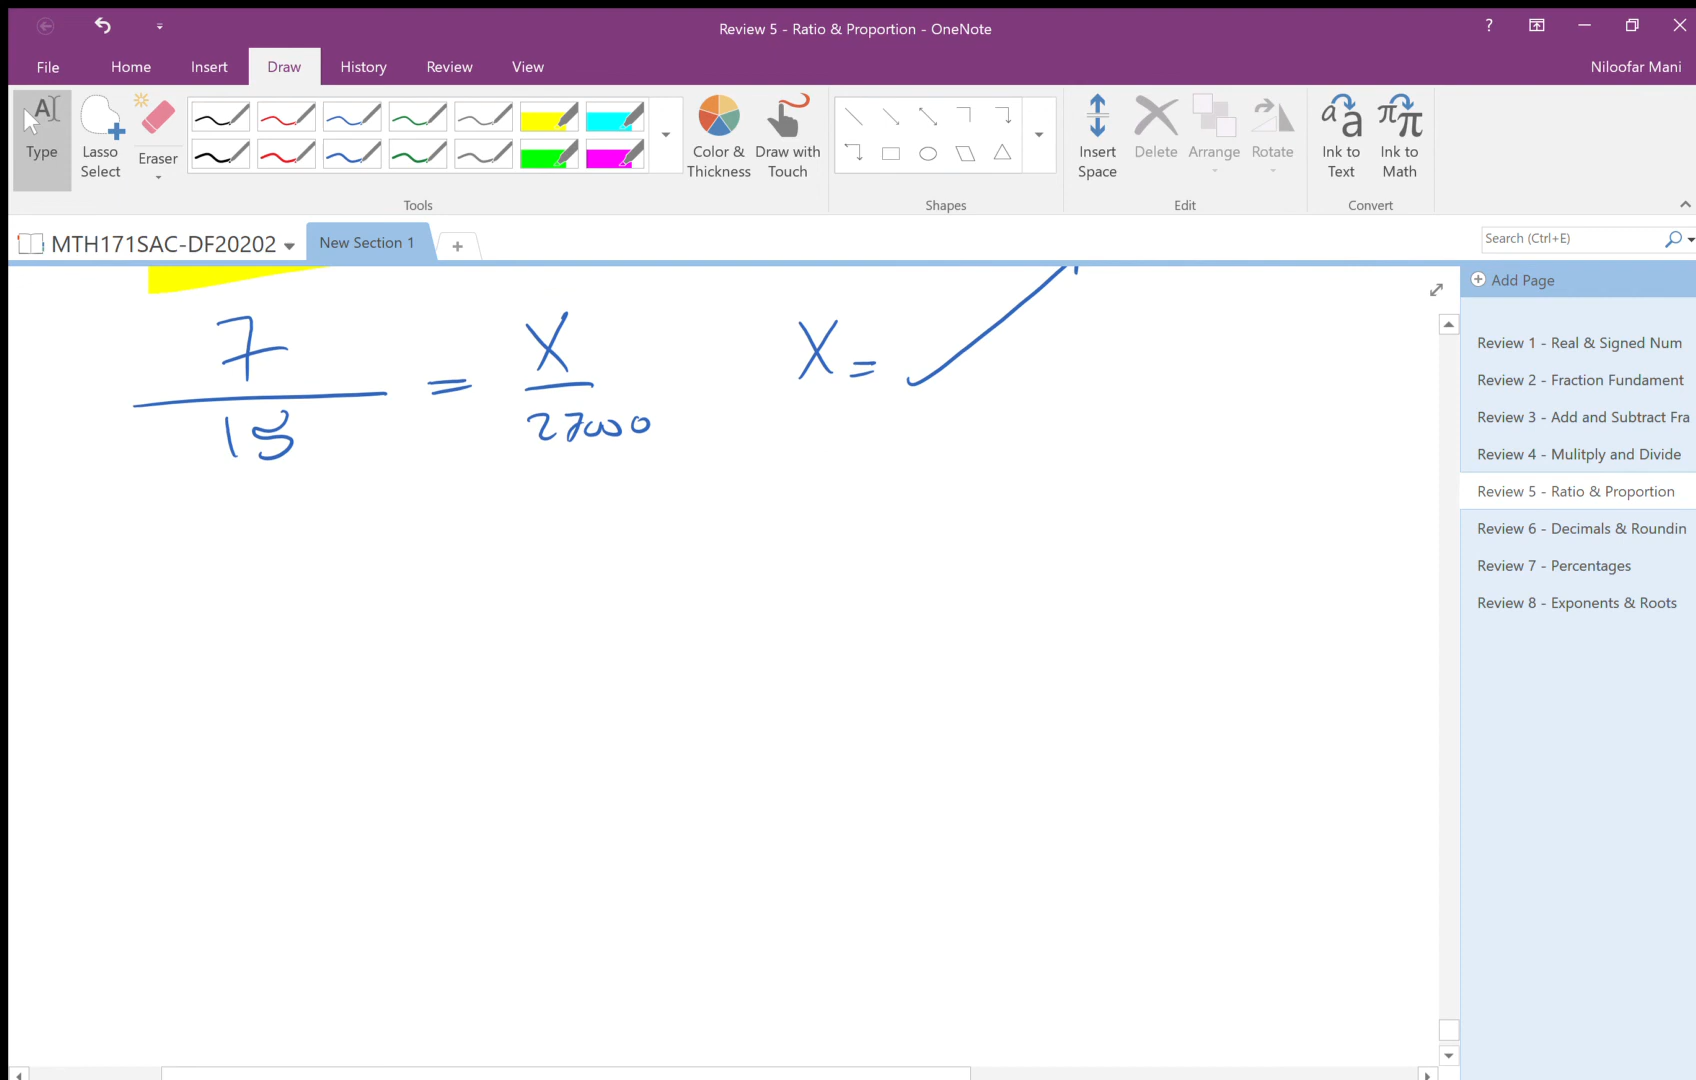 Review 5 - Ratio & Proportion - OneNote
?
File Home Insert Draw History Review View
Niloofar Mani
Type
Lasso Select
Eraser
Color & Thickness
Draw with Touch
Insert Space
Delete
Arrange
Rotate
Ink to Text
Ink to Math
Tools
Shapes
Edit
Convert
MTH171SAC-DF20202
New Section 1
+
Search (Ctrl+E)
Add Page
7
X
X =
=
27000
Review 1 - Real & Signed Num
Review 2 - Fraction Fundament
Review 3 - Add and Subtract Fra
Review 4 - Mulitply and Divide
Review 5 - Ratio & Proportion
Review 6 - Decimals & Roundin
Review 7 - Percentages
Review 8 - Exponents & Roots